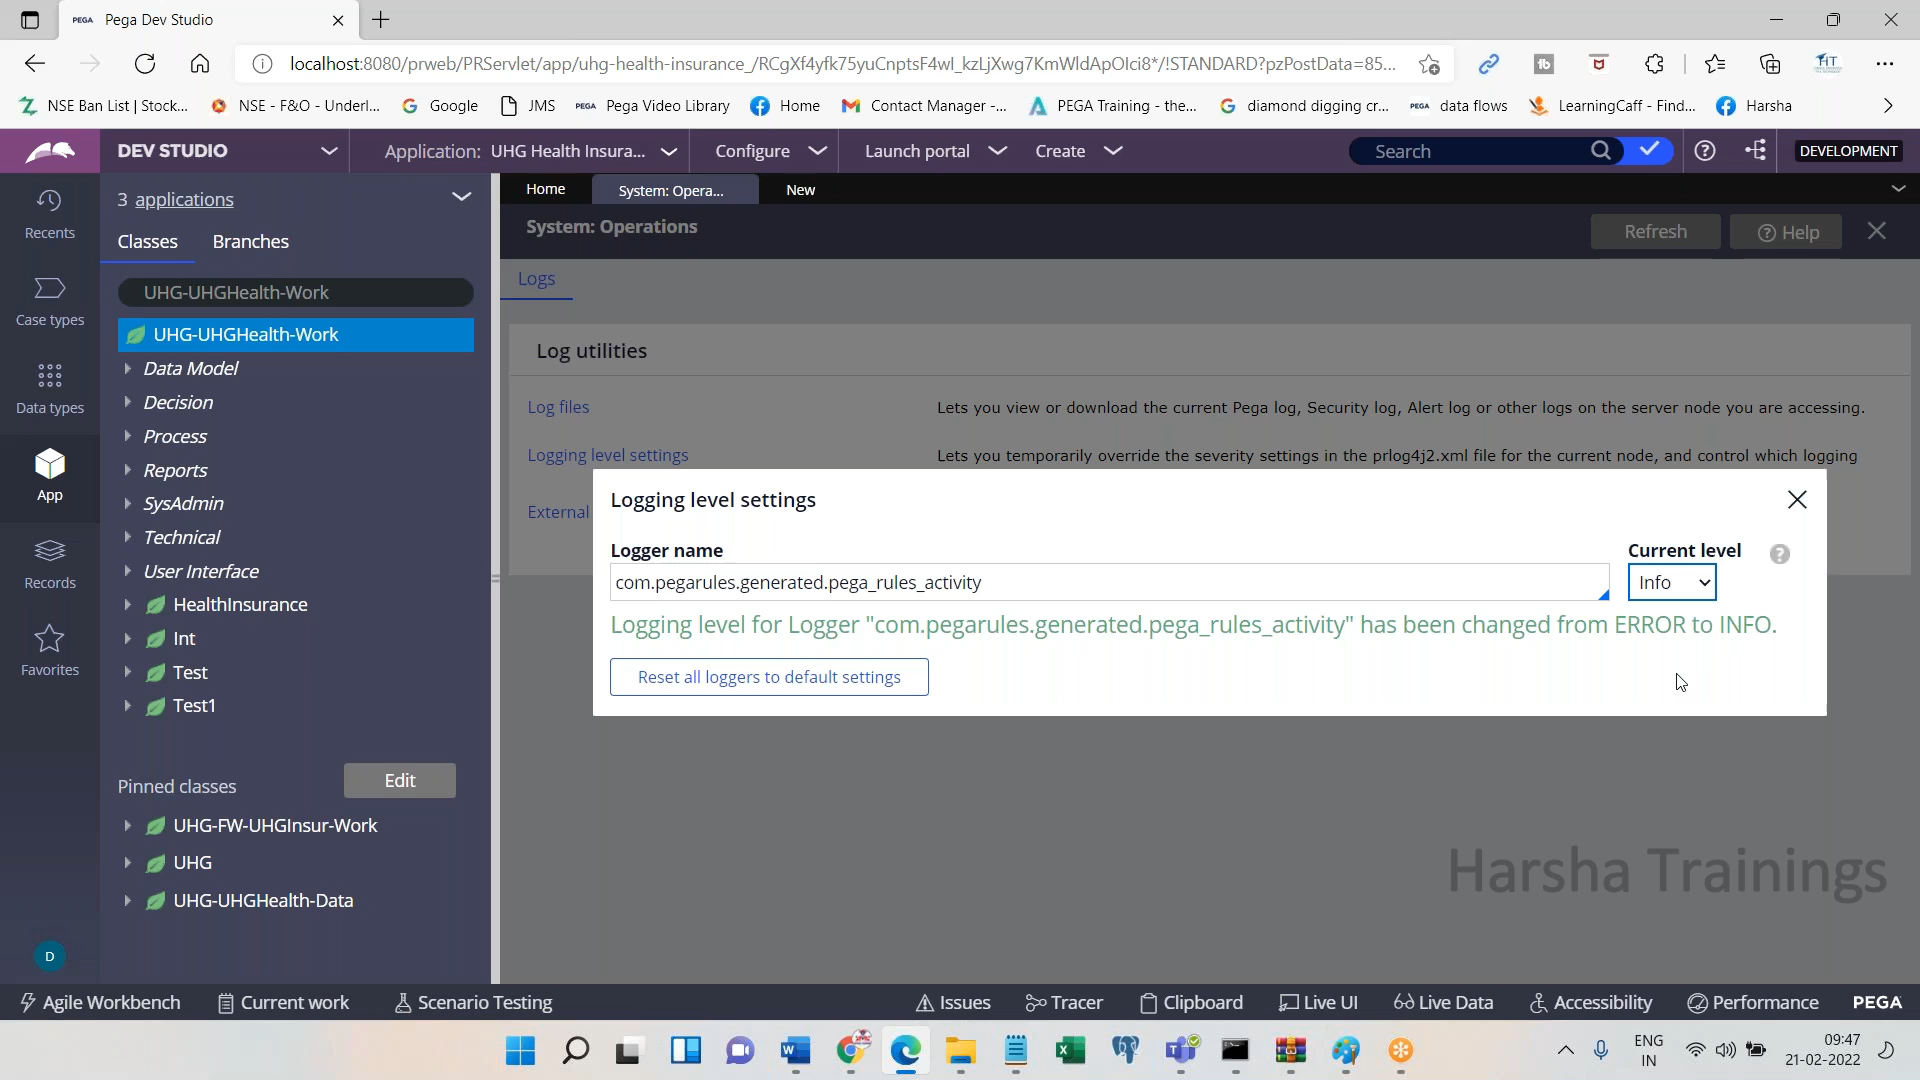 PEGA Pega Dev Studio
localhost:8080/prweb/PRServlet/app/uhg-health-insurance_/RCgXf4yfk75yuCnptsF4wl_kzLjXwg7KmWldApOIci8*/!STANDARD?pzPostData=85...
NSE Ban List | Stock... NSE - F&O - Underl... Google JMS PEGA Pega Video Library Home Contact Manager -... PEGA Training - the... diamond digging cr... PEGA data flows LearningCaff - Find... Harsha
DEV STUDIO Application: UHG Health Insura... Configure Launch portal Create Search DEVELOPMENT
Recents
Case types
Data types
App
Records
Favorites
D
3 applications
Classes Branches
UHG-UHGHealth-Work
UHG-UHGHealth-Work
Data Model
Decision
Process
Reports
SysAdmin
Technical
User Interface
HealthInsurance
Int
Test
Test1
Pinned classes Edit
UHG-FW-UHGInsur-Work
UHG
UHG-UHGHealth-Data
Home System: Opera... New
System: Operations Refresh Help
Logs
Log utilities
Log files Lets you view or download the current Pega log, Security log, Alert log or other logs on the server node you are accessing.
Logging level settings Lets you temporarily override the severity settings in the prlog4j2.xml file for the current node, and control which logging
External
Logging level settings
Logger name Current level
com.pegarules.generated.pega_rules_activity Info
Logging level for Logger "com.pegarules.generated.pega_rules_activity" has been changed from ERROR to INFO.
Reset all loggers to default settings
Harsha Trainings
Agile Workbench Current work Scenario Testing Issues Tracer Clipboard Live UI Live Data Accessibility Performance PEGA
ENG
IN
09:47
21-02-2022